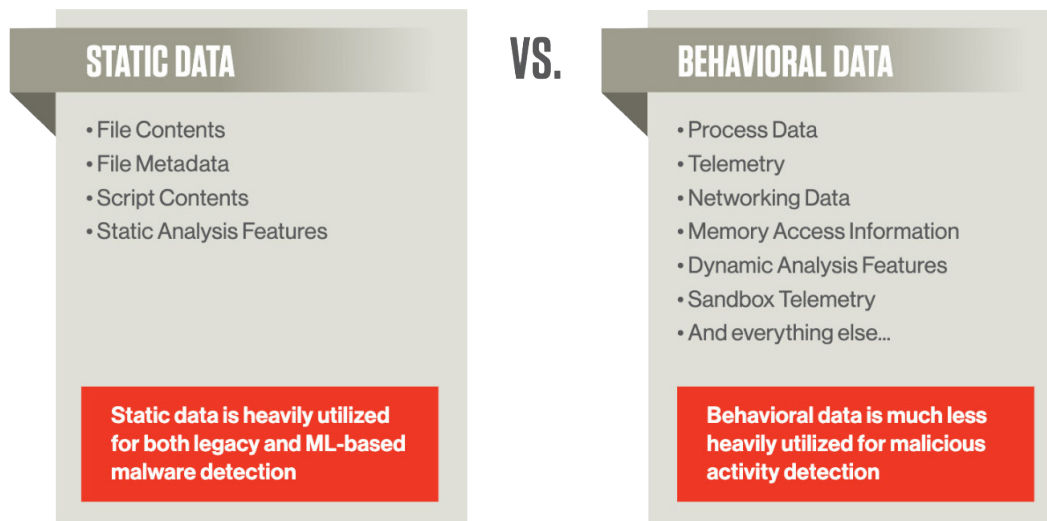 STATIC DATA
• File Contents
• File Metadata
• Script Contents
• Static Analysis Features
Static data is heavily utilized
for both legacy and ML-based
malware detection
VS.
BEHAVIORAL DATA
• Process Data
• Telemetry
• Networking Data
• Memory Access Information
• Dynamic Analysis Features
• Sandbox Telemetry
• And everything else...
Behavioral data is much less
heavily utilized for malicious
activity detection